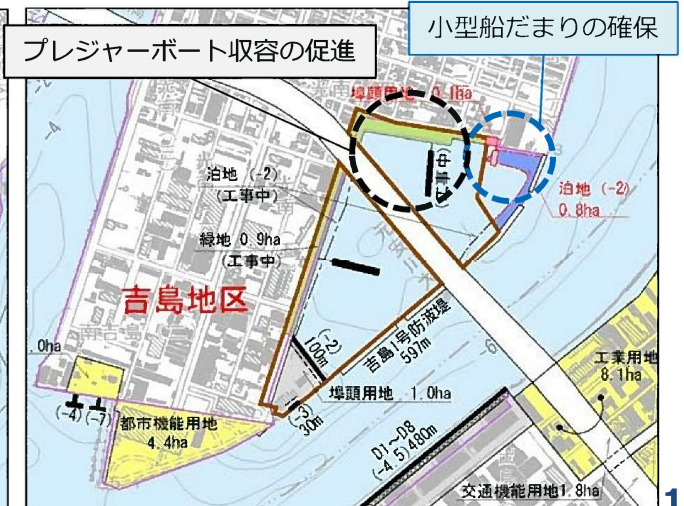 小型船だまりの確保
プレジャーボート収容の促進
埠頭用地 0.1ha
泊地 (-2)
(工事中)
(工事中)
泊地 (-2)
0.8ha
緑地 0.9ha
(工事中)
吉島地区
(-2)
100m
吉島1号防波堤
597m
-6
工業用地
8.1ha
埠頭用地 1.0ha
(-3)
30m
(-4)(-7)
都市機能用地
4.4ha
D1～D8
(-4.5)480m
交通機能用地1.8ha
1